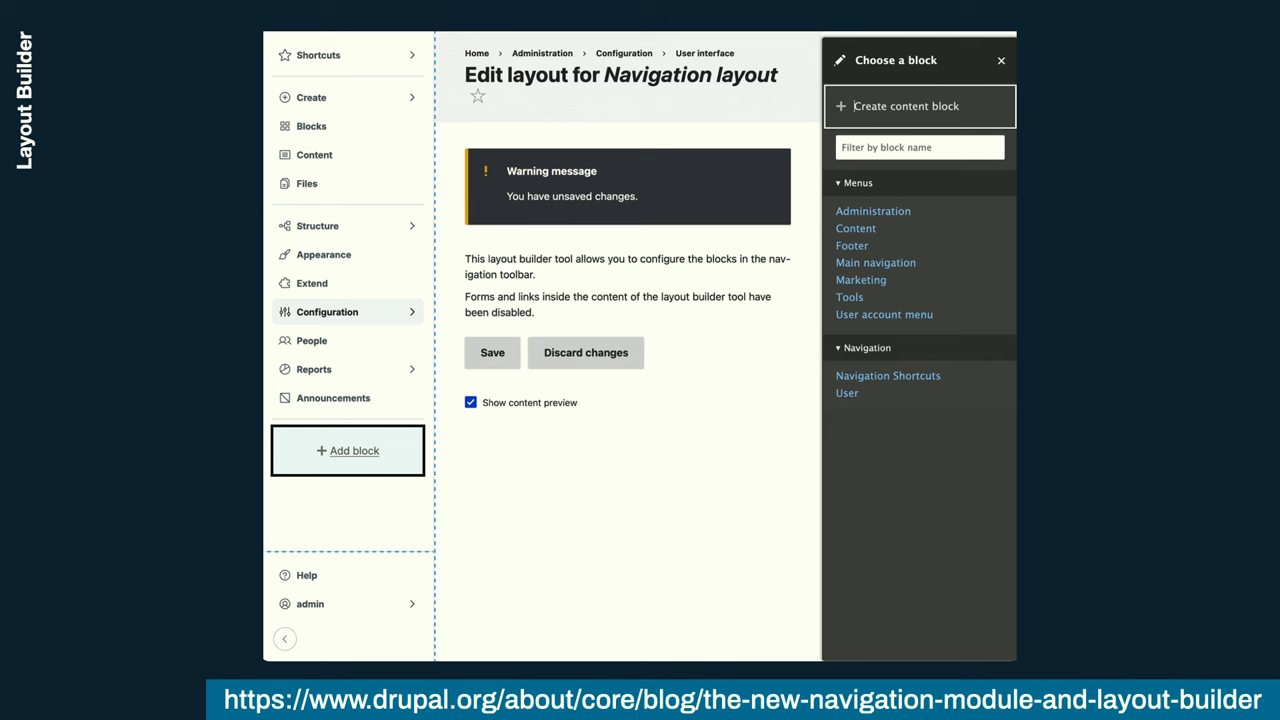 Layout Builder
Shortcuts
Create
Blocks
Content
Files
Structure
Appearance
Extend
Configuration
People
Reports
Announcements
+ Add block
Help
admin
Home > Administration > Configuration > User interface
Edit layout for Navigation layout
! Warning message
You have unsaved changes.
This layout builder tool allows you to configure the blocks in the nav-
igation toolbar.
Forms and links inside the content of the layout builder tool have
been disabled.
Save Discard changes
Show content preview
Choose a block
+ Create content block
Filter by block name
Menus
Administration
Content
Footer
Main navigation
Marketing
Tools
User account menu
Navigation
Navigation Shortcuts
User
https://www.drupal.org/about/core/blog/the-new-navigation-module-and-layout-builder